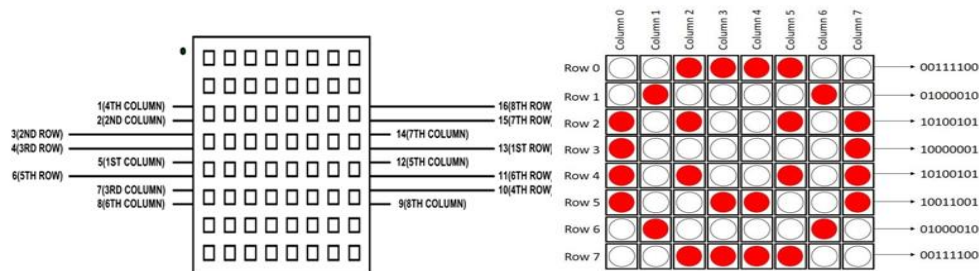 1(4TH COLUMN)
2(2ND COLUMN)
3(2ND ROW)
4(3RD ROW)
5(1ST COLUMN)
6(5TH ROW)
7(3RD COLUMN)
8(6TH COLUMN)
16(8TH ROW)
15(7TH ROW)
14(7TH COLUMN)
13(1ST ROW
12(5TH COLUMN)
11(6TH ROW)
10(4TH ROW)
9(8TH COLUMN)
Column 0
Column 1
Column 2
Column 3
Column 4
Column 5
Column 6
Column 7
Row 0 00111100
Row 1 01000010
Row 2 10100101
Row 3 10000001
Row 4 10100101
Row 5 10011001
Row 6 01000010
Row 7 00111100